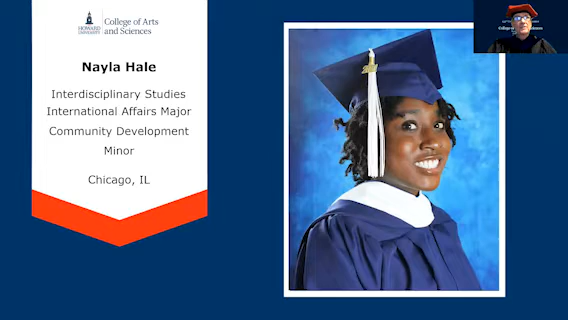 HOWARD
UNIVERSITY
College of Arts
and Sciences
Nayla Hale
Interdisciplinary Studies
International Affairs Major
Community Development
Minor
Chicago, IL